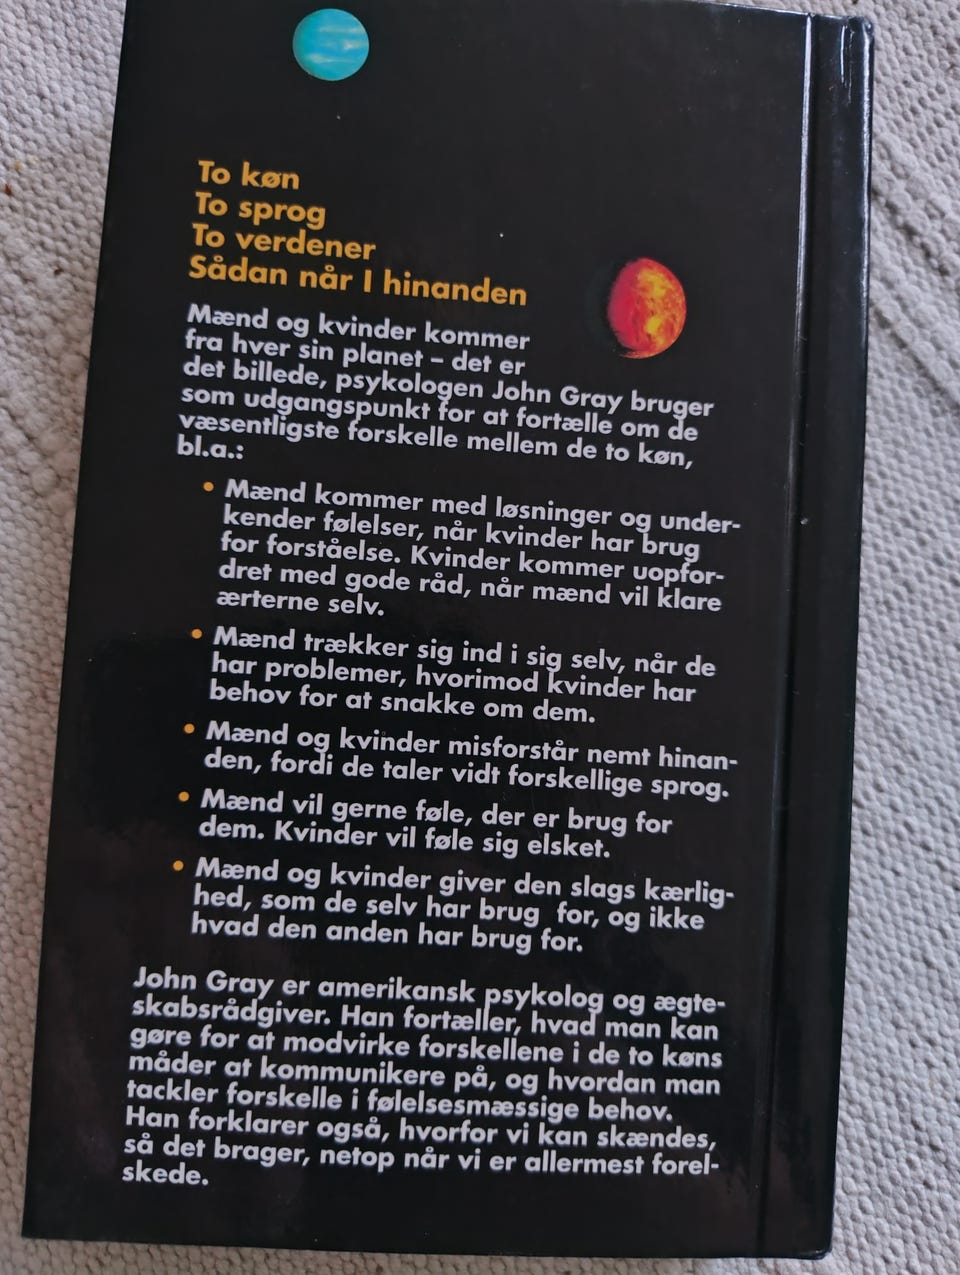 To køn
To sprog
To verdener
Sådan når I hinanden
Mænd og kvinder kommer
fra hver sin planet – det er
det billede, psykologen John Gray bruger
som udgangspunkt for at fortælle om de
væsentligste forskelle mellem de to køn,
bl.a.:
• Mænd kommer med løsninger og under-
kender følelser, når kvinder har brug
for forståelse. Kvinder kommer uopfor-
dret med gode råd, når mænd vil klare
ærterne selv.
• Mænd trækker sig ind i sig selv, når de
har problemer, hvorimod kvinder har
behov for at snakke om dem.
• Mænd og kvinder misforstår nemt hinan-
den, fordi de taler vidt forskellige sprog.
• Mænd vil gerne føle, der er brug for
dem. Kvinder vil føle sig elsket.
• Mænd og kvinder giver den slags kærlig-
hed, som de selv har brug for, og ikke
hvad den anden har brug for.
John Gray er amerikansk psykolog og ægte-
skabsrådgiver. Han fortæller, hvad man kan
gøre for at modvirke forskellene i de to køns
måder at kommunikere på, og hvordan man
tackler forskelle i følelsesmæssige behov.
Han forklarer også, hvorfor vi kan skændes,
så det brager, netop når vi er allermest forel-
skede.